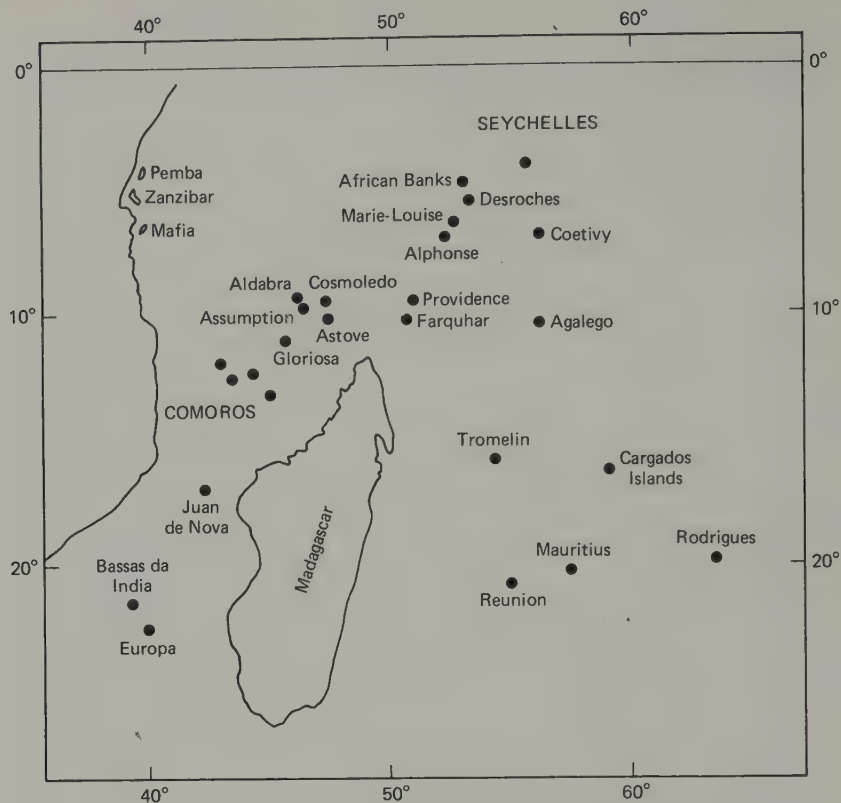 40°
50°
60°
0°
0°
SEYCHELLES
Pemba
African Banks
Zanzibar
Desroches
Marie-Louise
Mafia
Coetivy
Alphonse
Aldabra
Cosmoledo
Providence
10°
Assumption
Farquhar
Agalego
10°
Astove
Gloriosa
COMOROS
Tromelin
Cargados
Islands
Juan
de Nova
Madagascar
Mauritius
Rodrigues
20°
Bassas da
India
20°
Reunion
Europa
40°
50°
60°